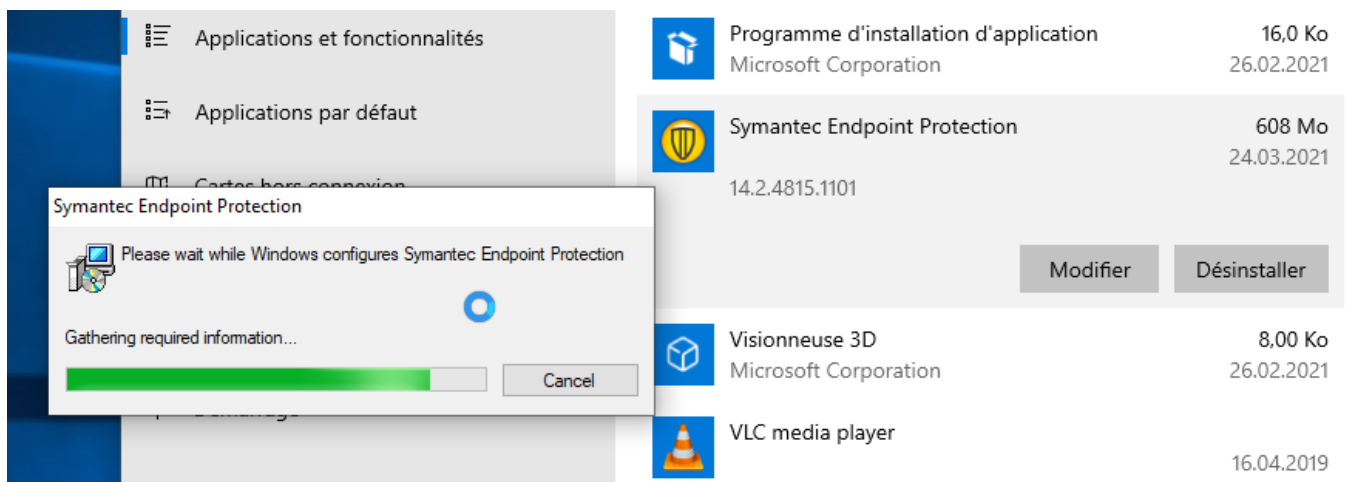 Applications et fonctionnalités
Applications par défaut
Cartes hors connexion
Symantec Endpoint Protection
Please wait while Windows configures Symantec Endpoint Protection
Gathering required information...
Cancel
Programme d'installation d'application 16,0 Ko
Microsoft Corporation 26.02.2021
Symantec Endpoint Protection 608 Mo
24.03.2021
14.2.4815.1101
Modifier Désinstaller
Visionneuse 3D 8,00 Ko
Microsoft Corporation 26.02.2021
VLC media player
16.04.2019